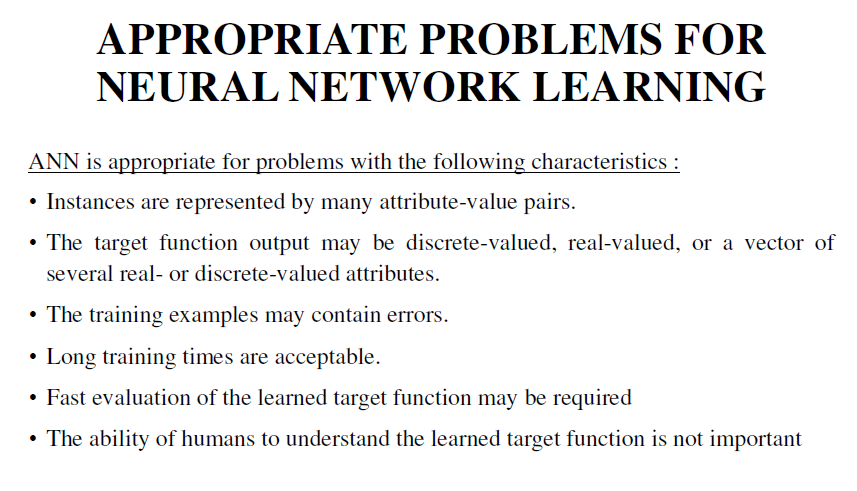 APPROPRIATE PROBLEMS FOR
NEURAL NETWORK LEARNING
ANN is appropriate for problems with the following characteristics :
• Instances are represented by many attribute-value pairs.
• The target function output may be discrete-valued, real-valued, or a vector of
several real- or discrete-valued attributes.
• The training examples may contain errors.
• Long training times are acceptable.
• Fast evaluation of the learned target function may be required
• The ability of humans to understand the learned target function is not important